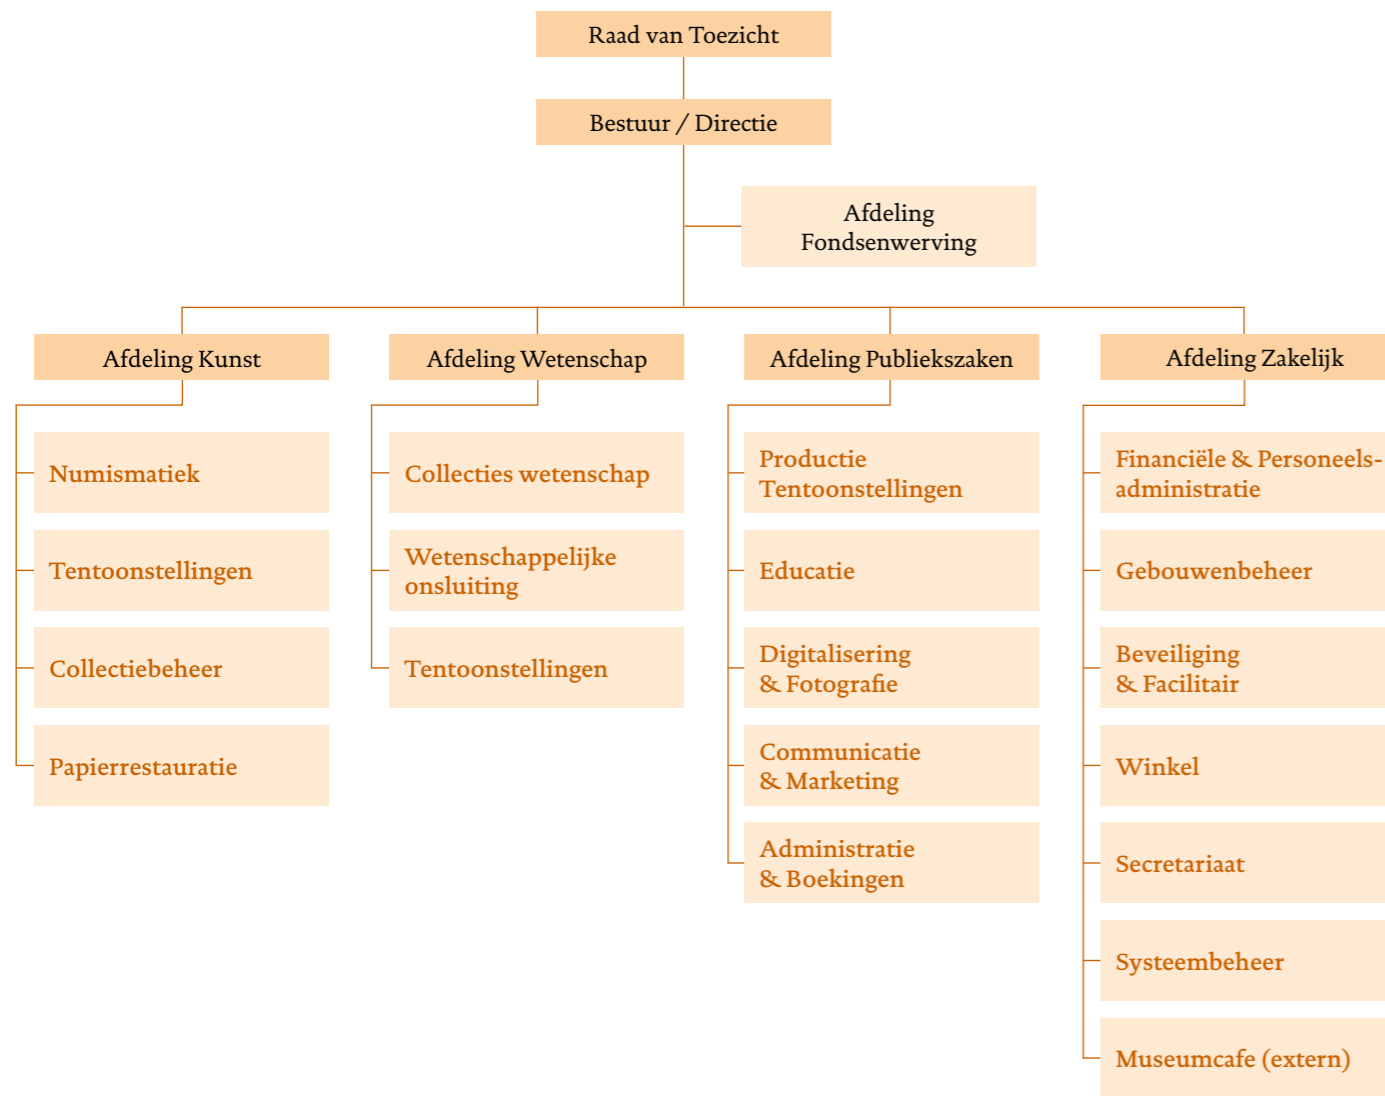 Raad van Toezicht
Bestuur / Directie
Afdeling
Fondsenwerving
Afdeling Kunst
Numismatiek
Tentoonstellingen
Collectiebeheer
Papierrestauratie
Afdeling Wetenschap
Collecties wetenschap
Wetenschappelijke
onsluiting
Tentoonstellingen
Afdeling Publiekszaken
Productie
Tentoonstellingen
Educatie
Digitalisering
& Fotografie
Communicatie
& Marketing
Administratie
& Boekingen
Afdeling Zakelijk
Financiële & Personeels-
administratie
Gebouwenbeheer
Beveiliging
& Facilitair
Winkel
Secretariaat
Systeembeheer
Museumcafe (extern)